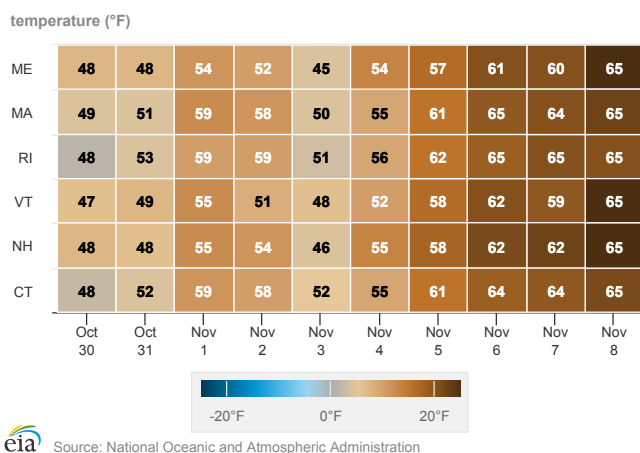 temperature (°F)
ME 48 48 54 52 45 54 57 61 60 65
MA 49 51 59 58 50 55 61 65 64 65
RI 48 53 59 59 51 56 62 65 65 65
VT 47 49 55 51 48 52 58 62 59 65
NH 48 48 55 54 46 55 58 62 62 65
CT 48 52 59 58 52 55 61 64 64 65
Oct Oct Nov Nov Nov Nov Nov Nov Nov Nov
30 31 1 2 3 4 5 6 7 8
-20°F 0°F 20°F
eia Source: National Oceanic and Atmospheric Administration